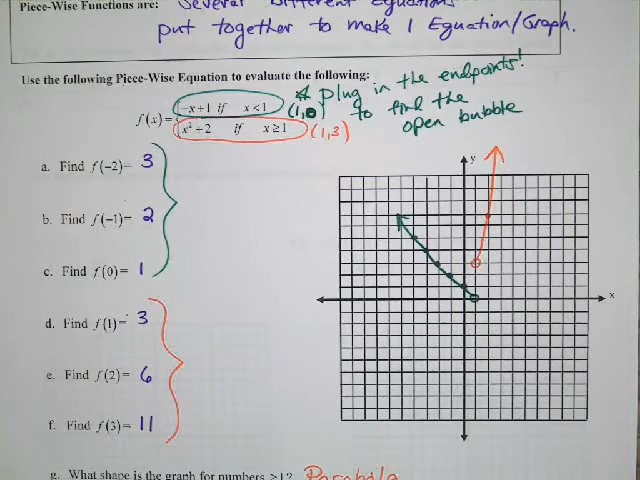 Piece-Wise Functions are: Several Different Equations
put together to make 1 Equation/Graph.
Use the following Piece-Wise Equation to evaluate the following:
plug in the endpoints!
to find the
open bubble
f(x)= { -x+1 if x<1 (1,0)
x²+2 if x≥1 (1,3)
a. Find f(-2)= 3
b. Find f(-1)= 2
c. Find f(0)= 1
d. Find f(1)= 3
e. Find f(2)= 6
f. Find f(3)= 11
y
x
g. What shape is the graph for numbers ≥1? Parabola